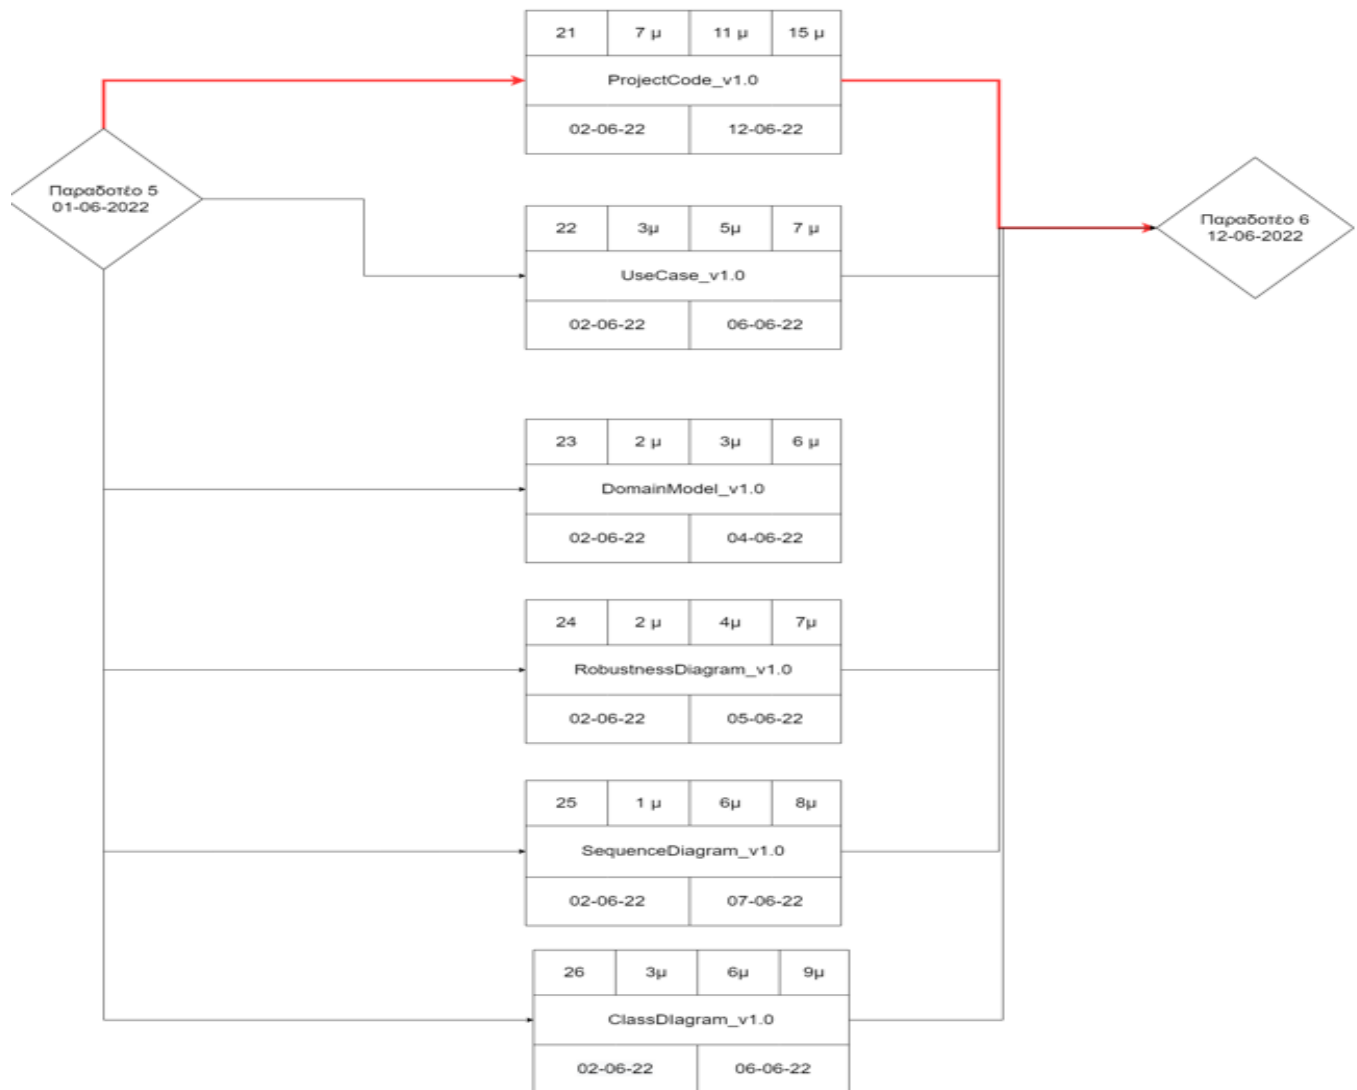 21 7 μ 11 μ 15 μ
ProjectCode_v1.0
02-06-22 12-06-22
Παραδοτέο 5
01-06-2022
22 3μ 5μ 7 μ
UseCase_v1.0
02-06-22 06-06-22
Παραδοτέο 6
12-06-2022
23 2 μ 3μ 6 μ
DomainModel_v1.0
02-06-22 04-06-22
24 2 μ 4μ 7μ
RobustnessDiagram_v1.0
02-06-22 05-06-22
25 1 μ 6μ 8μ
SequenceDiagram_v1.0
02-06-22 07-06-22
26 3μ 6μ 9μ
ClassDIagram_v1.0
02-06-22 06-06-22